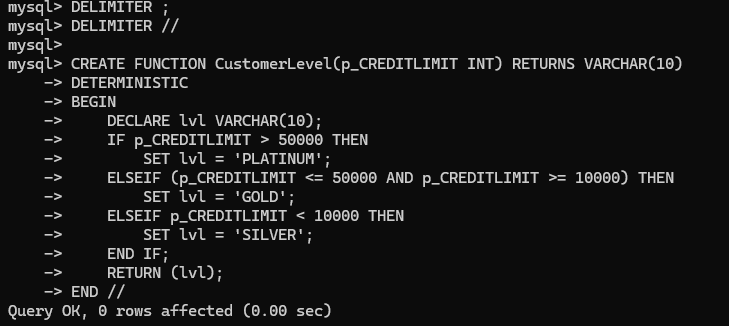 mysql> DELIMITER ;
mysql> DELIMITER //
mysql>
mysql> CREATE FUNCTION CustomerLevel(p_CREDITLIMIT INT) RETURNS VARCHAR(10)
    -> DETERMINISTIC
    -> BEGIN
    ->     DECLARE lvl VARCHAR(10);
    ->     IF p_CREDITLIMIT > 50000 THEN
    ->         SET lvl = 'PLATINUM';
    ->     ELSEIF (p_CREDITLIMIT <= 50000 AND p_CREDITLIMIT >= 10000) THEN
    ->         SET lvl = 'GOLD';
    ->     ELSEIF p_CREDITLIMIT < 10000 THEN
    ->         SET lvl = 'SILVER';
    ->     END IF;
    ->     RETURN (lvl);
    -> END //
Query OK, 0 rows affected (0.00 sec)